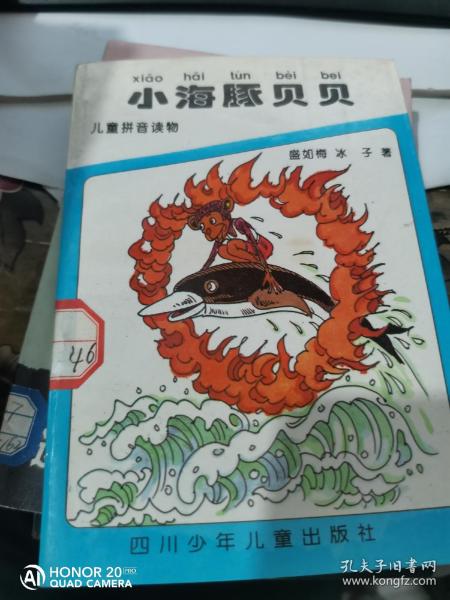 xiǎo hǎi tún bèi bei
小海豚贝贝
儿童拼音读物
盛如梅 冰 子 著
46
7
四川少年儿童出版社
HONOR 20 PRO
AI QUAD CAMERA
孔夫子旧书网
www.kongfz.com